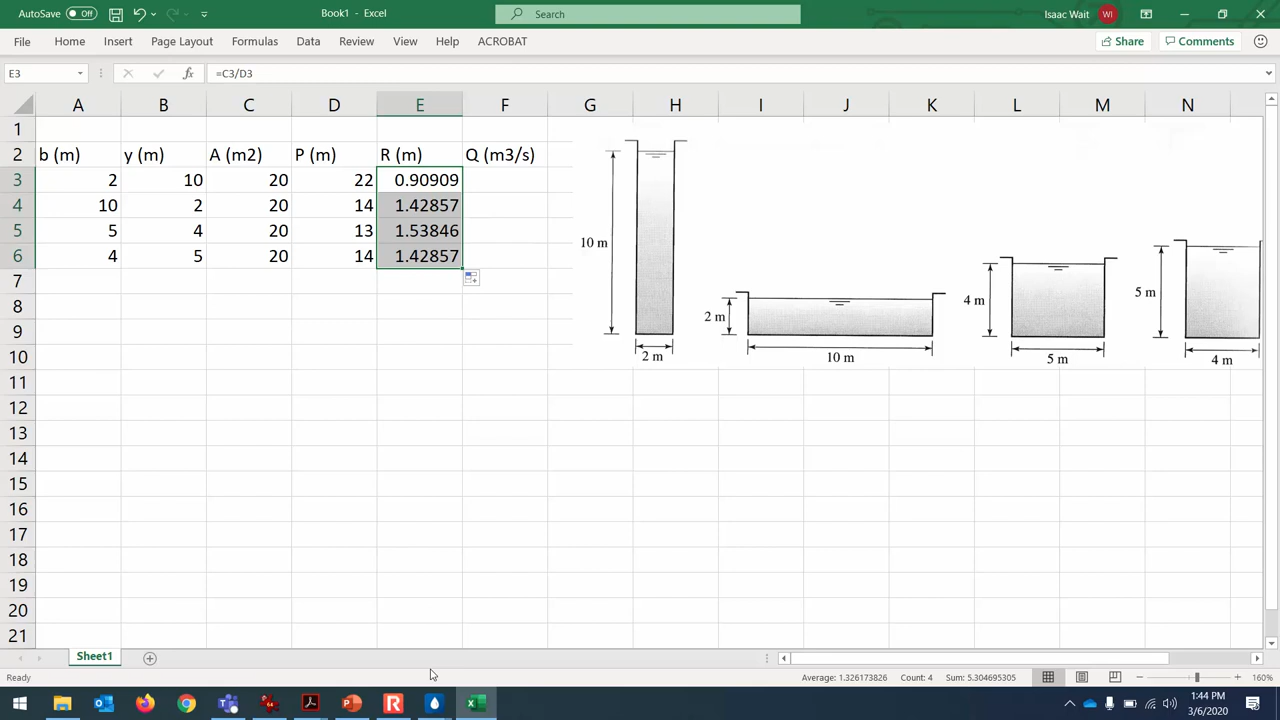 AutoSave Off Book1 - Excel Search Isaac Wait WI
File Home Insert Page Layout Formulas Data Review View Help ACROBAT Share Comments
E3 fx =C3/D3
A B C D E F G H I J K L M N
1
2 b (m) y (m) A (m2) P (m) R (m) Q (m3/s)
3 2 10 20 22 0.90909
4 10 2 20 14 1.42857
5 5 4 20 13 1.53846
6 4 5 20 14 1.42857
7
8
9
10
11
12
13
14
15
16
17
18
19
20
21
10 m
2 m
2 m
10 m
4 m
5 m
5 m
4 m
Sheet1
Ready Average: 1.326173826 Count: 4 Sum: 5.304695305 160%
1:44 PM
3/6/2020